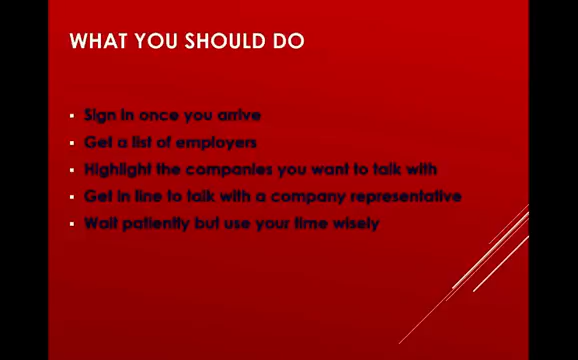 WHAT YOU SHOULD DO
Sign in once you arrive
Get a list of employers
Highlight the companies you want to talk with
Get in line to talk with a company representative
Wait patiently but use your time wisely